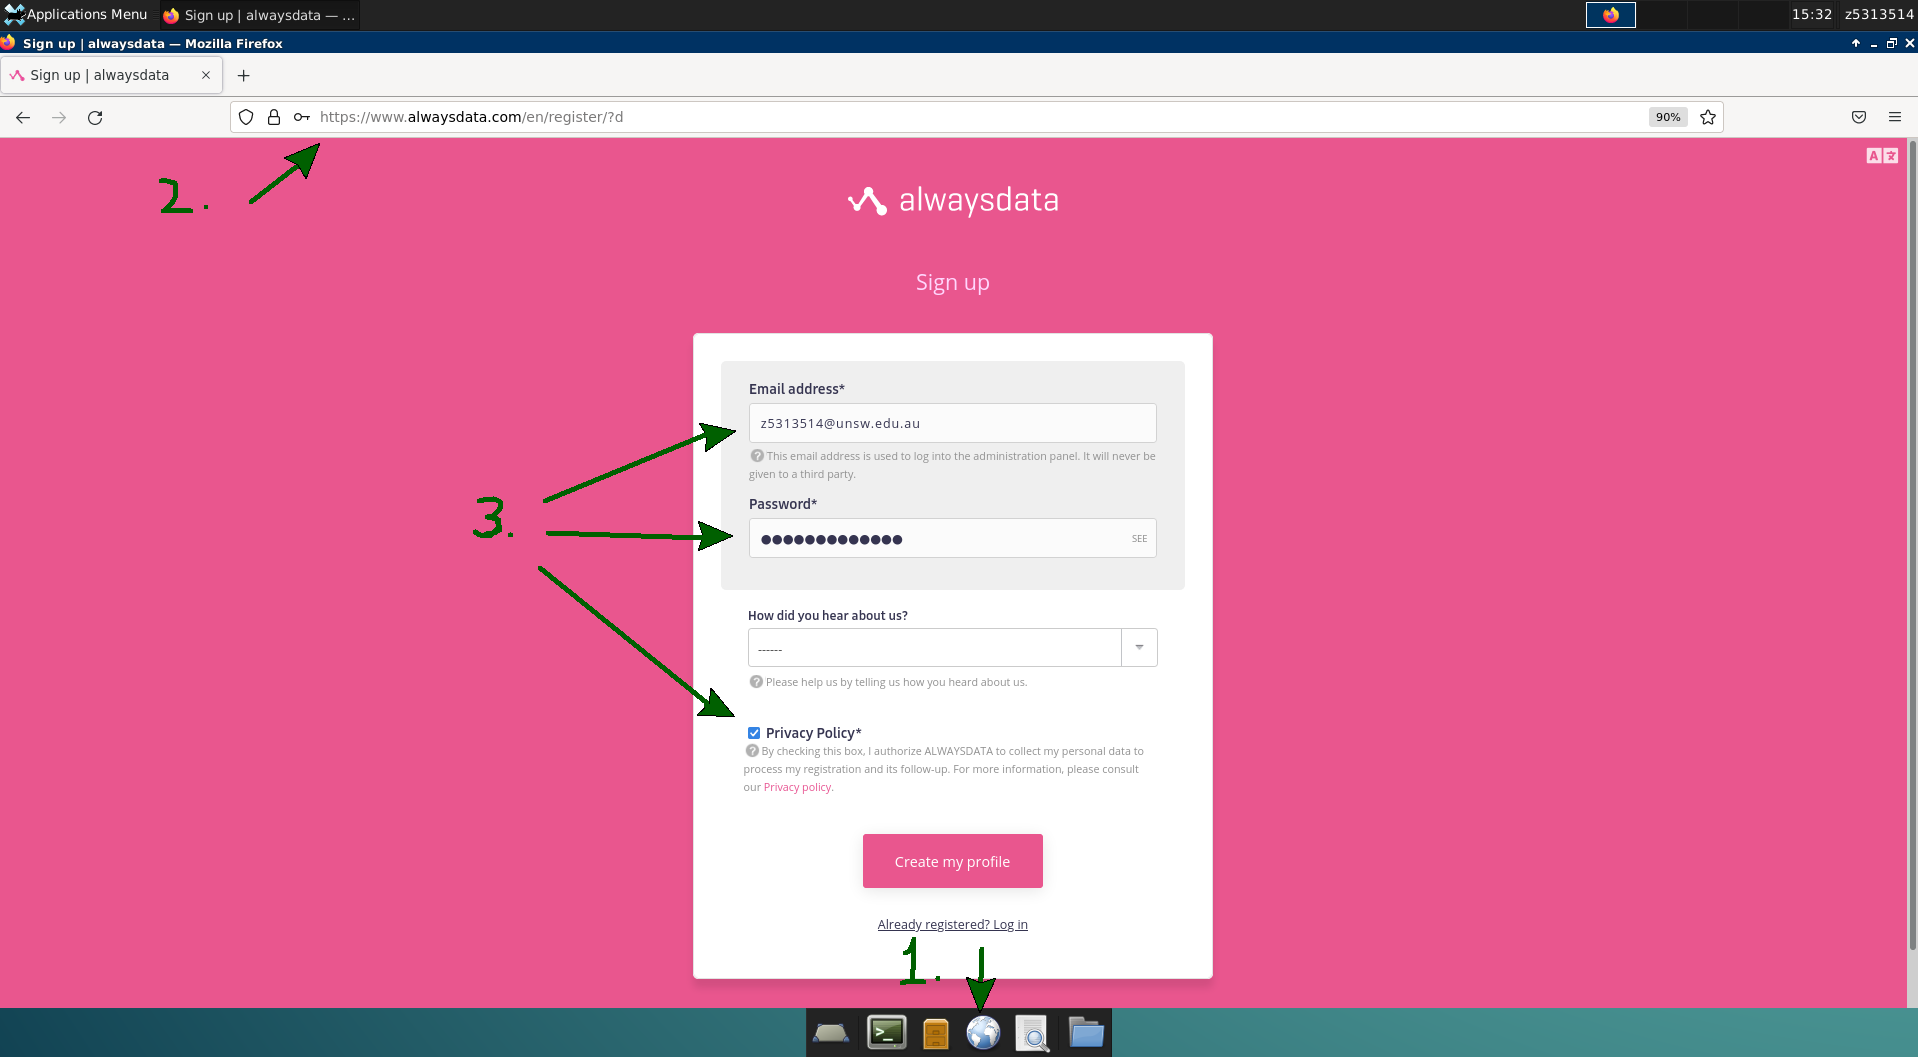 Applications Menu
Sign up | alwaysdata — ...
15:32
z5313514
Sign up | alwaysdata — Mozilla Firefox
Sign up | alwaysdata
https://www.alwaysdata.com/en/register/?d
90%
2.
alwaysdata
Sign up
Email address*
z5313514@unsw.edu.au
This email address is used to log into the administration panel. It will never be
given to a third party.
Password*
SEE
3.
How did you hear about us?
------
Please help us by telling us how you heard about us.
Privacy Policy*
By checking this box, I authorize ALWAYSDATA to collect my personal data to
process my registration and its follow-up. For more information, please consult
our Privacy policy.
Create my profile
Already registered? Log in
1.